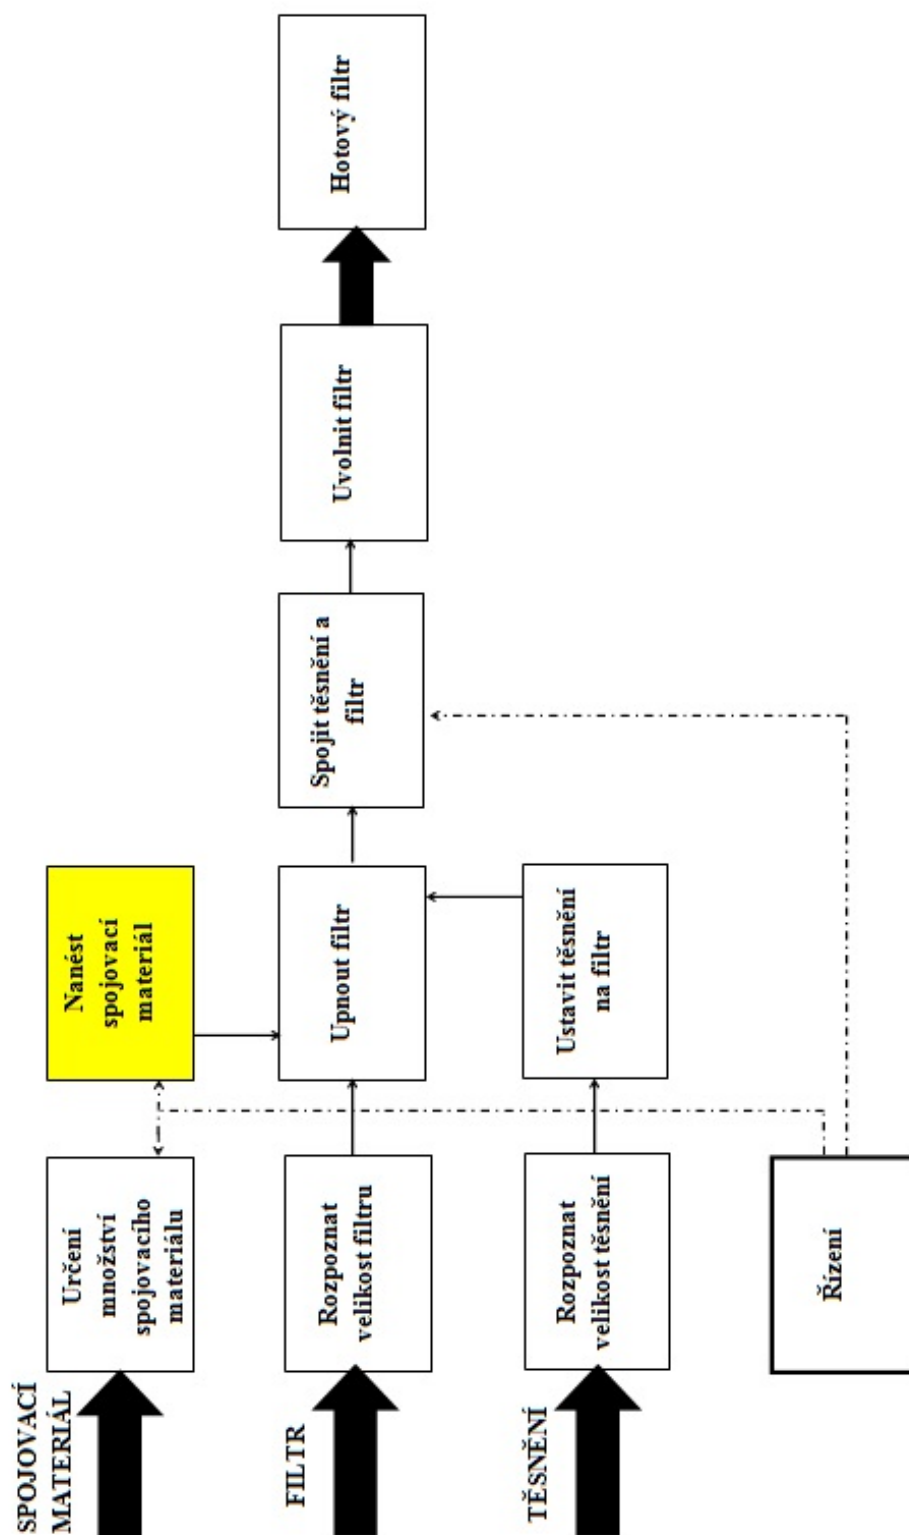 SPOJOVACÍ
MATERIÁL
Určení
množství
spojovacího
materiálu
Nanést
spojovací
materiál
FILTR
Rozpoznat
velikost filtru
Upnout filtr
Spojit těsnění a
filtr
Uvolnit filtr
Hotový filtr
TĚSNĚNÍ
Rozpoznat
velikost těsnění
Ustavit těsnění
na filtr
Řízení